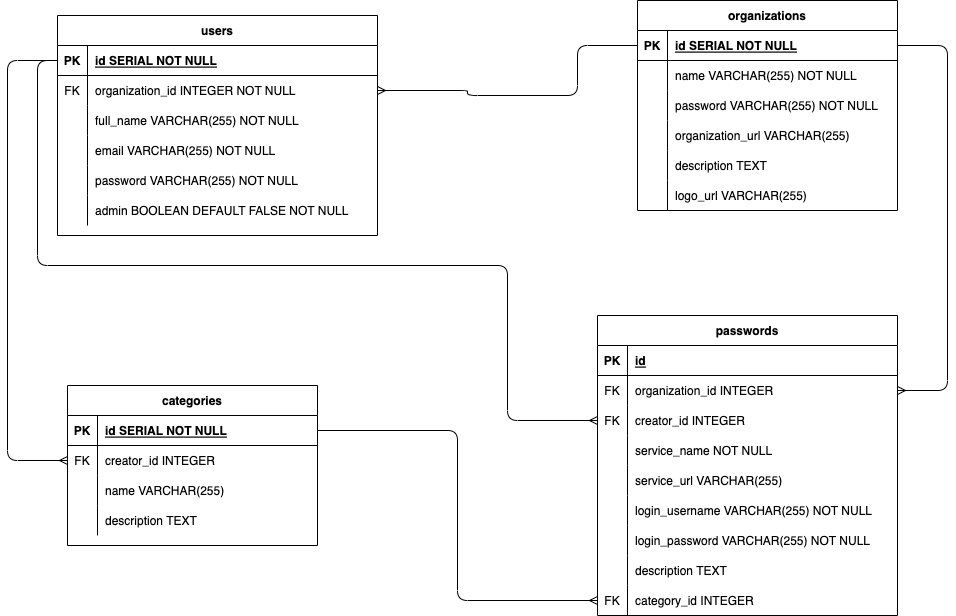 users
PK id SERIAL NOT NULL
FK organization_id INTEGER NOT NULL
full_name VARCHAR(255) NOT NULL
email VARCHAR(255) NOT NULL
password VARCHAR(255) NOT NULL
admin BOOLEAN DEFAULT FALSE NOT NULL
organizations
PK id SERIAL NOT NULL
name VARCHAR(255) NOT NULL
password VARCHAR(255) NOT NULL
organization_url VARCHAR(255)
description TEXT
logo_url VARCHAR(255)
categories
PK id SERIAL NOT NULL
FK creator_id INTEGER
name VARCHAR(255)
description TEXT
passwords
PK id
FK organization_id INTEGER
FK creator_id INTEGER
service_name NOT NULL
service_url VARCHAR(255)
login_username VARCHAR(255) NOT NULL
login_password VARCHAR(255) NOT NULL
description TEXT
FK category_id INTEGER